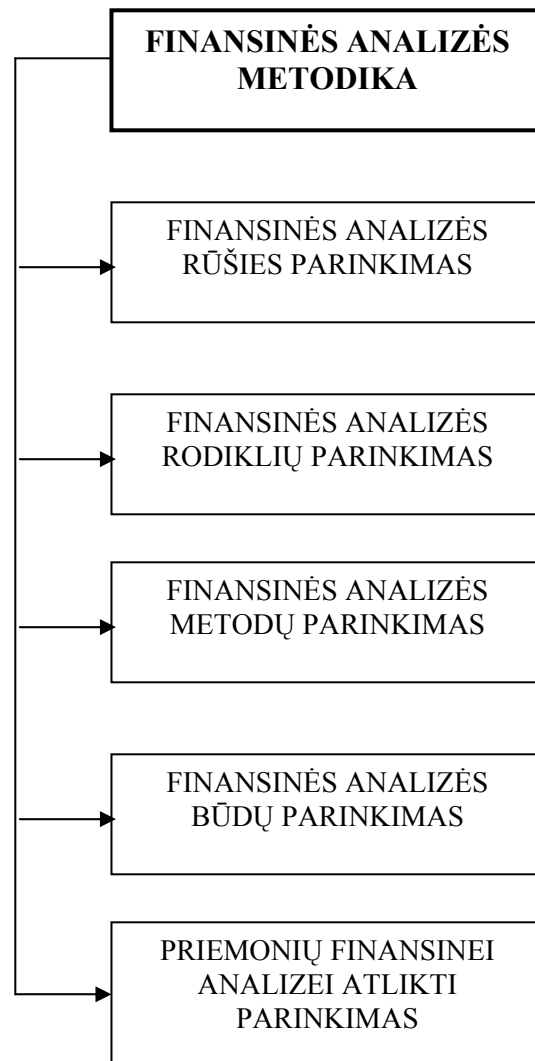 FINANSINĖS ANALIZĖS
METODIKA
FINANSINĖS ANALIZĖS
RŪŠIES PARINKIMAS
FINANSINĖS ANALIZĖS
RODIKLIŲ PARINKIMAS
FINANSINĖS ANALIZĖS
METODŲ PARINKIMAS
FINANSINĖS ANALIZĖS
BŪDŲ PARINKIMAS
PRIEMONIŲ FINANSINEI
ANALIZEI ATLIKTI
PARINKIMAS